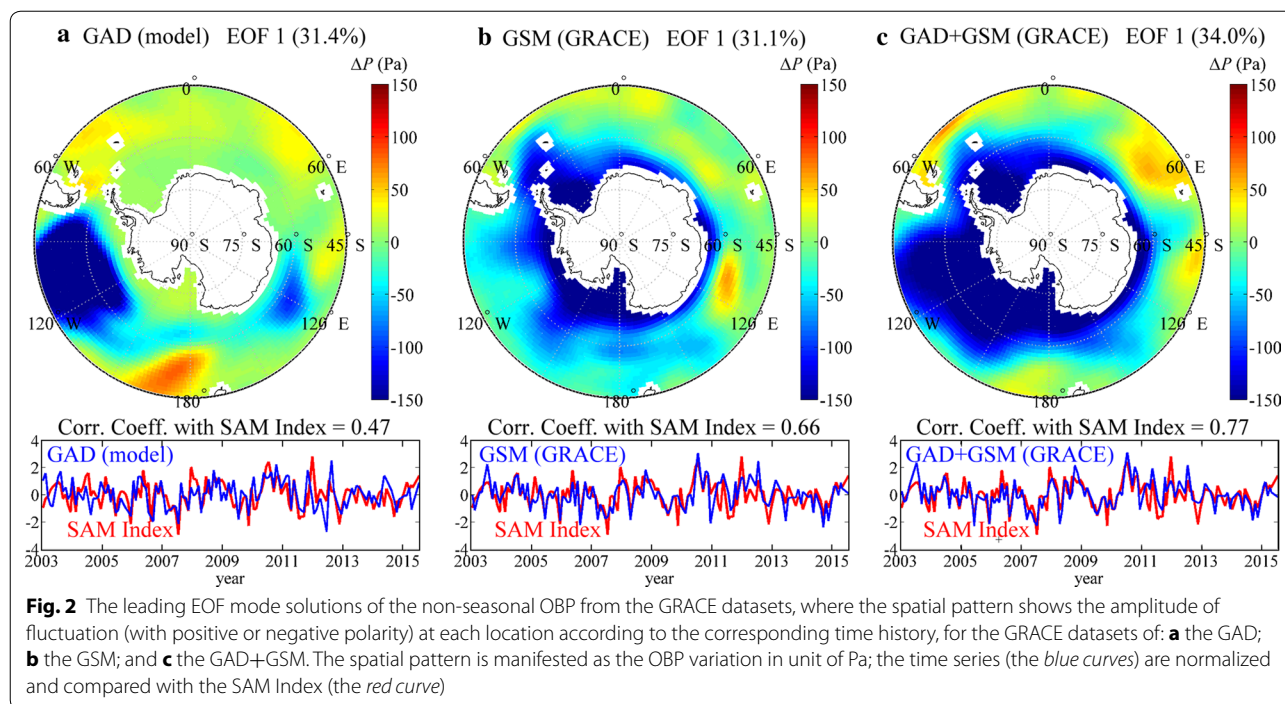 a GAD (model) EOF 1 (31.4%)
ΔP (Pa)
150
100
50
0
-50
-100
-150
0°
60° W
60° E
90° S 75° S 60° S 45° S
120° W
120° E
180°
Corr. Coeff. with SAM Index = 0.47
GAD (model)
SAM Index
4
2
0
-2
-4
2003 2005 2007 2009 2011 2013 2015
year
b GSM (GRACE) EOF 1 (31.1%)
ΔP (Pa)
150
100
50
0
-50
-100
-150
0°
60° W
60° E
90° S 75° S 60° S 45° S
120° W
120° E
180°
Corr. Coeff. with SAM Index = 0.66
GSM (GRACE)
SAM Index
2003 2005 2007 2009 2011 2013 2015
year
c GAD+GSM (GRACE) EOF 1 (34.0%)
ΔP (Pa)
150
100
50
0
-50
-100
-150
0°
60° W
60° E
90° S 75° S 60° S 45° S
120° W
120° E
180°
Corr. Coeff. with SAM Index = 0.77
GAD+GSM (GRACE)
SAM Index
2003 2005 2007 2009 2011 2013 2015
year
Fig. 2 The leading EOF mode solutions of the non-seasonal OBP from the GRACE datasets, where the spatial pattern shows the amplitude of
fluctuation (with positive or negative polarity) at each location according to the corresponding time history, for the GRACE datasets of: a the GAD;
b the GSM; and c the GAD+GSM. The spatial pattern is manifested as the OBP variation in unit of Pa; the time series (the blue curves) are normalized
and compared with the SAM Index (the red curve)